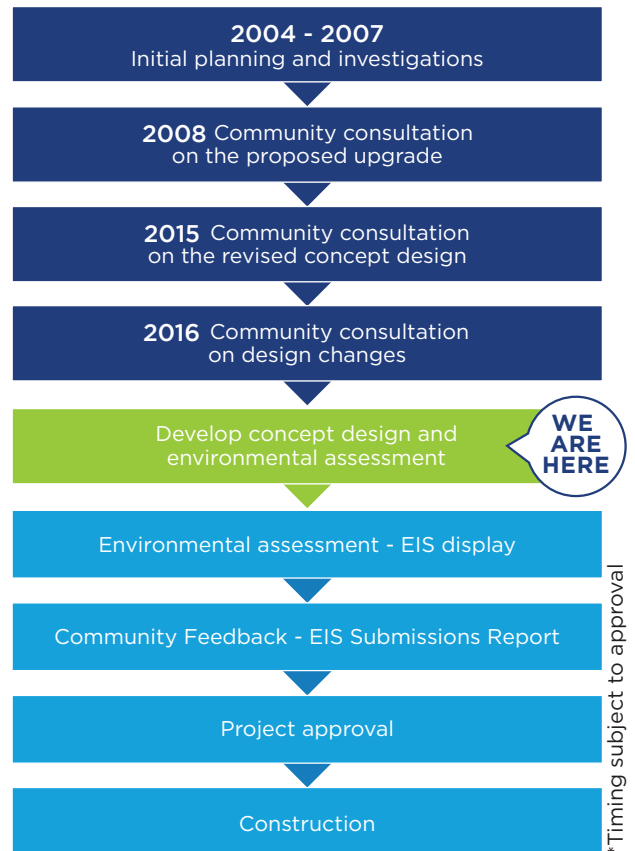 2004 - 2007
Initial planning and investigations
2008 Community consultation
on the proposed upgrade
2015 Community consultation
on the revised concept design
2016 Community consultation
on design changes
Develop concept design and
environmental assessment
WE
ARE
HERE
Environmental assessment - EIS display
Community Feedback - EIS Submissions Report
Project approval
Construction
*Timing subject to approval